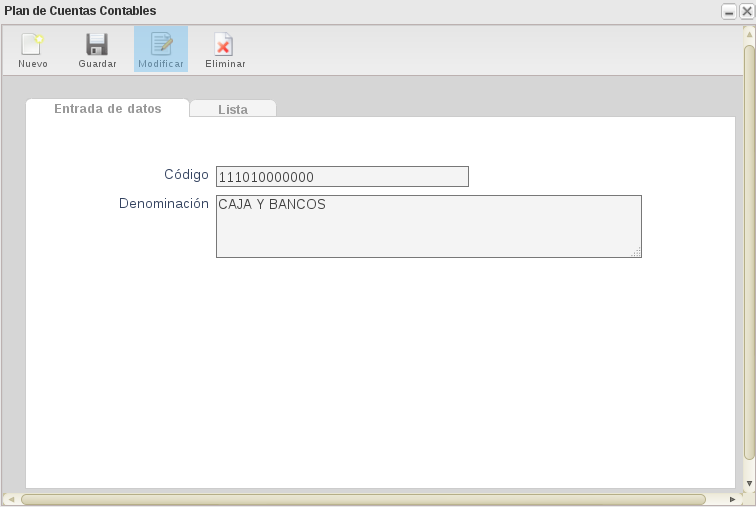 Plan de Cuentas Contables
Nuevo Guardar Modificar Eliminar
Entrada de datos Lista
Código 111010000000
Denominación CAJA Y BANCOS